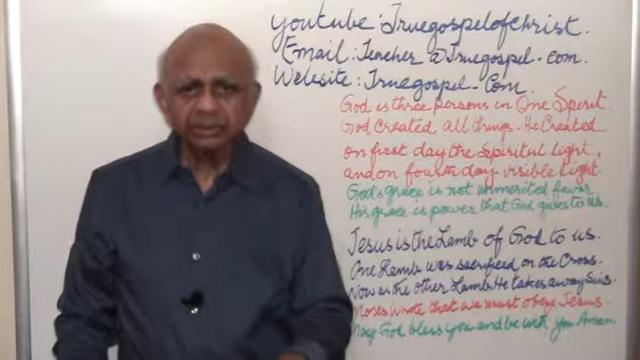 youtube: Truegospelofchrist.
Email: Teacher@Truegospel.com.
Website: Truegospel.Com.
God is three persons in One Spirit.
God created all things. He Created
on first day the Spiritul light,
and on fourth day visible light.
God's grace is not unmerited favor
His grace is power that God gives to us.
Jesus is the Lamb of God to us.
One Lamb was sacrificed on the Cross.
Now as the other Lamb. He takes away Sins.
Moses Wrote that we must obey Jesus.
May God bless you and be with you Amen.